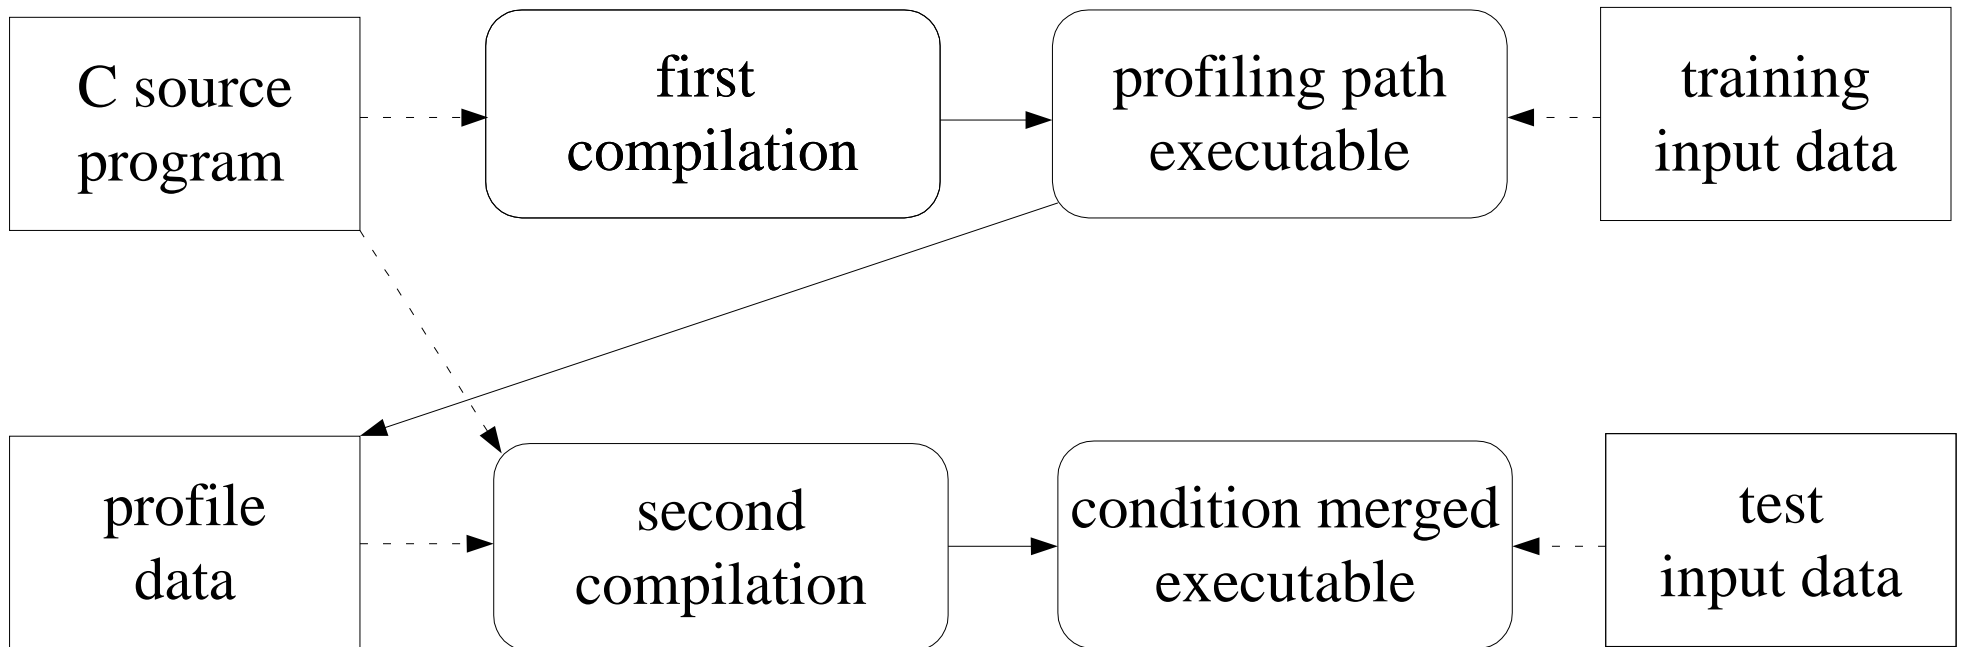 C source
program
first
compilation
profiling path
executable
training
input data
profile
data
second
compilation
condition merged
executable
test
input data